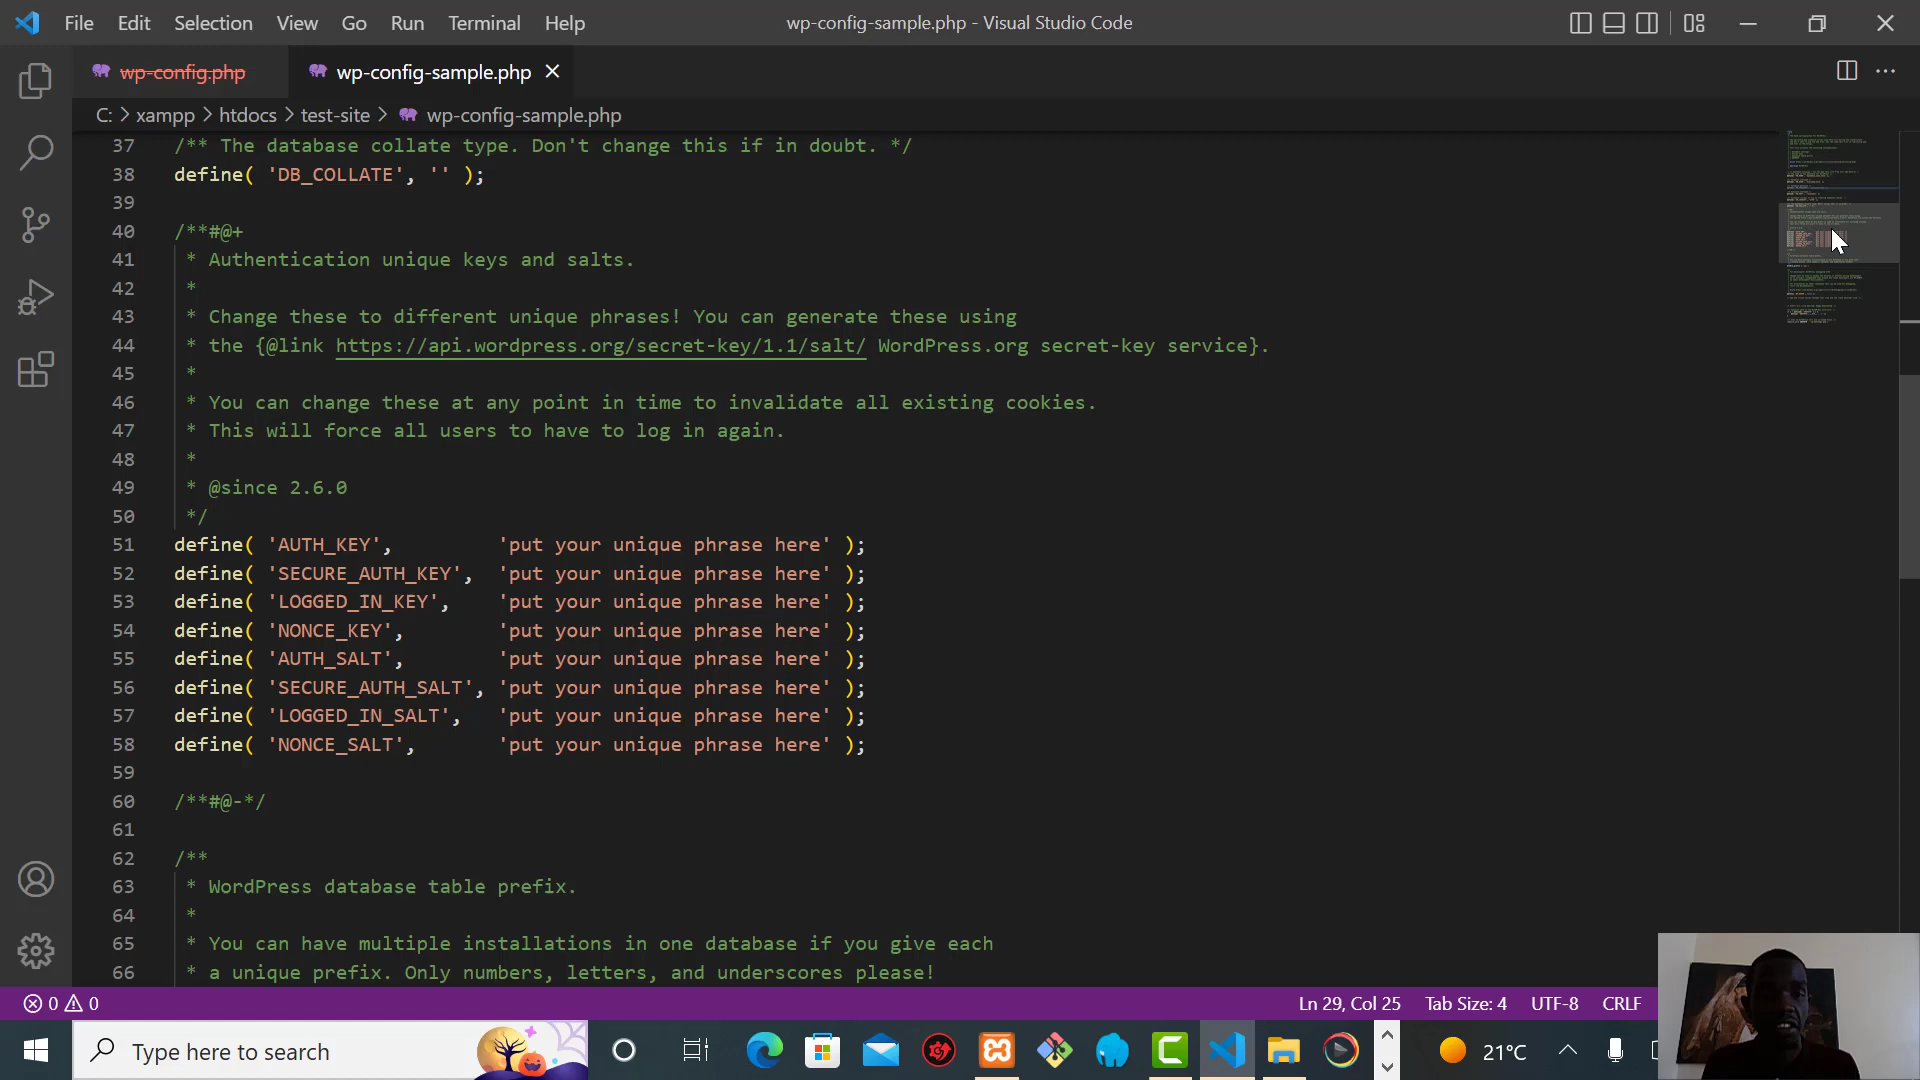 File Edit Selection View Go Run Terminal Help
wp-config-sample.php - Visual Studio Code
wp-config.php
wp-config-sample.php
C: > xampp > htdocs > test-site > wp-config-sample.php
37 /** The database collate type. Don't change this if in doubt. */
38 define( 'DB_COLLATE', '' );
39
40 /**#@+
41 * Authentication unique keys and salts.
42 *
43 * Change these to different unique phrases! You can generate these using
44 * the {@link https://api.wordpress.org/secret-key/1.1/salt/ WordPress.org secret-key service}.
45 *
46 * You can change these at any point in time to invalidate all existing cookies.
47 * This will force all users to have to log in again.
48 *
49 * @since 2.6.0
50 */
51 define( 'AUTH_KEY', 'put your unique phrase here' );
52 define( 'SECURE_AUTH_KEY', 'put your unique phrase here' );
53 define( 'LOGGED_IN_KEY', 'put your unique phrase here' );
54 define( 'NONCE_KEY', 'put your unique phrase here' );
55 define( 'AUTH_SALT', 'put your unique phrase here' );
56 define( 'SECURE_AUTH_SALT', 'put your unique phrase here' );
57 define( 'LOGGED_IN_SALT', 'put your unique phrase here' );
58 define( 'NONCE_SALT', 'put your unique phrase here' );
59
60 /**#@-*/
61
62 /**
63 * WordPress database table prefix.
64 *
65 * You can have multiple installations in one database if you give each
66 * a unique prefix. Only numbers, letters, and underscores please!
0 0
Ln 29, Col 25 Tab Size: 4 UTF-8 CRLF
Type here to search
21°C